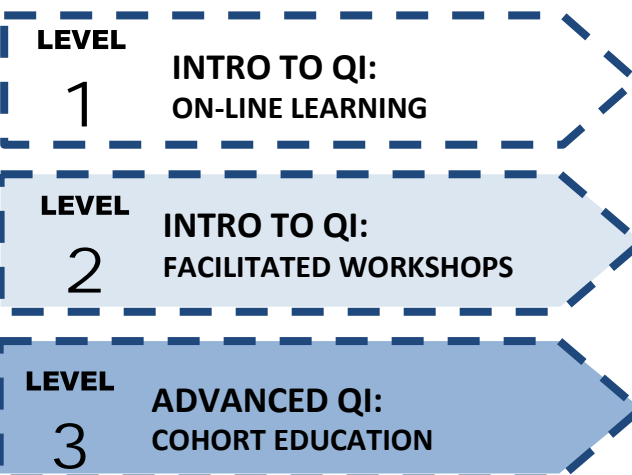 LEVEL
1
INTRO TO QI:
ON-LINE LEARNING
LEVEL
2
INTRO TO QI:
FACILITATED WORKSHOPS
LEVEL
3
ADVANCED QI:
COHORT EDUCATION